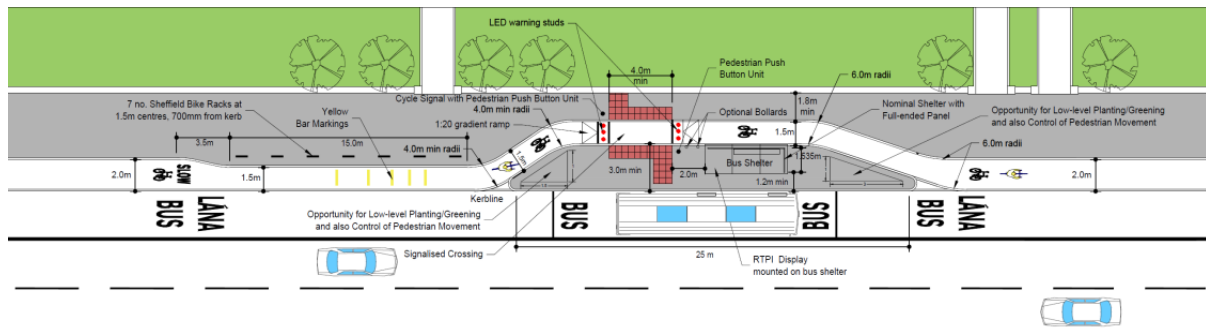 LED warning studs
4.0m
min
Pedestrian Push
Button Unit
6.0m radii
Cycle Signal with Pedestrian Push Button Unit
7 no. Sheffield Bike Racks at
1.5m centres, 700mm from kerb
Yellow
Bar Markings
4.0m min radii
1:20 gradient ramp
Optional Bollards
1.8m
min
Nominal Shelter with
Full-ended Panel
Opportunity for Low-level Planting/Greening
and also Control of Pedestrian Movement
3.5m
15.0m
4.0m min radii
1.5m
1.5m
6.0m radii
2.0m
SLOW
1.5m
3.0m min
2.0m
Bus Shelter
1.535m
1.2m min
2.0m
Kerbline
LÁNA
BUS
Opportunity for Low-level Planting/Greening
and also Control of Pedestrian Movement
BUS
BUS
LÁNA
BUS
Signalised Crossing
25 m
RTPI Display
mounted on bus shelter